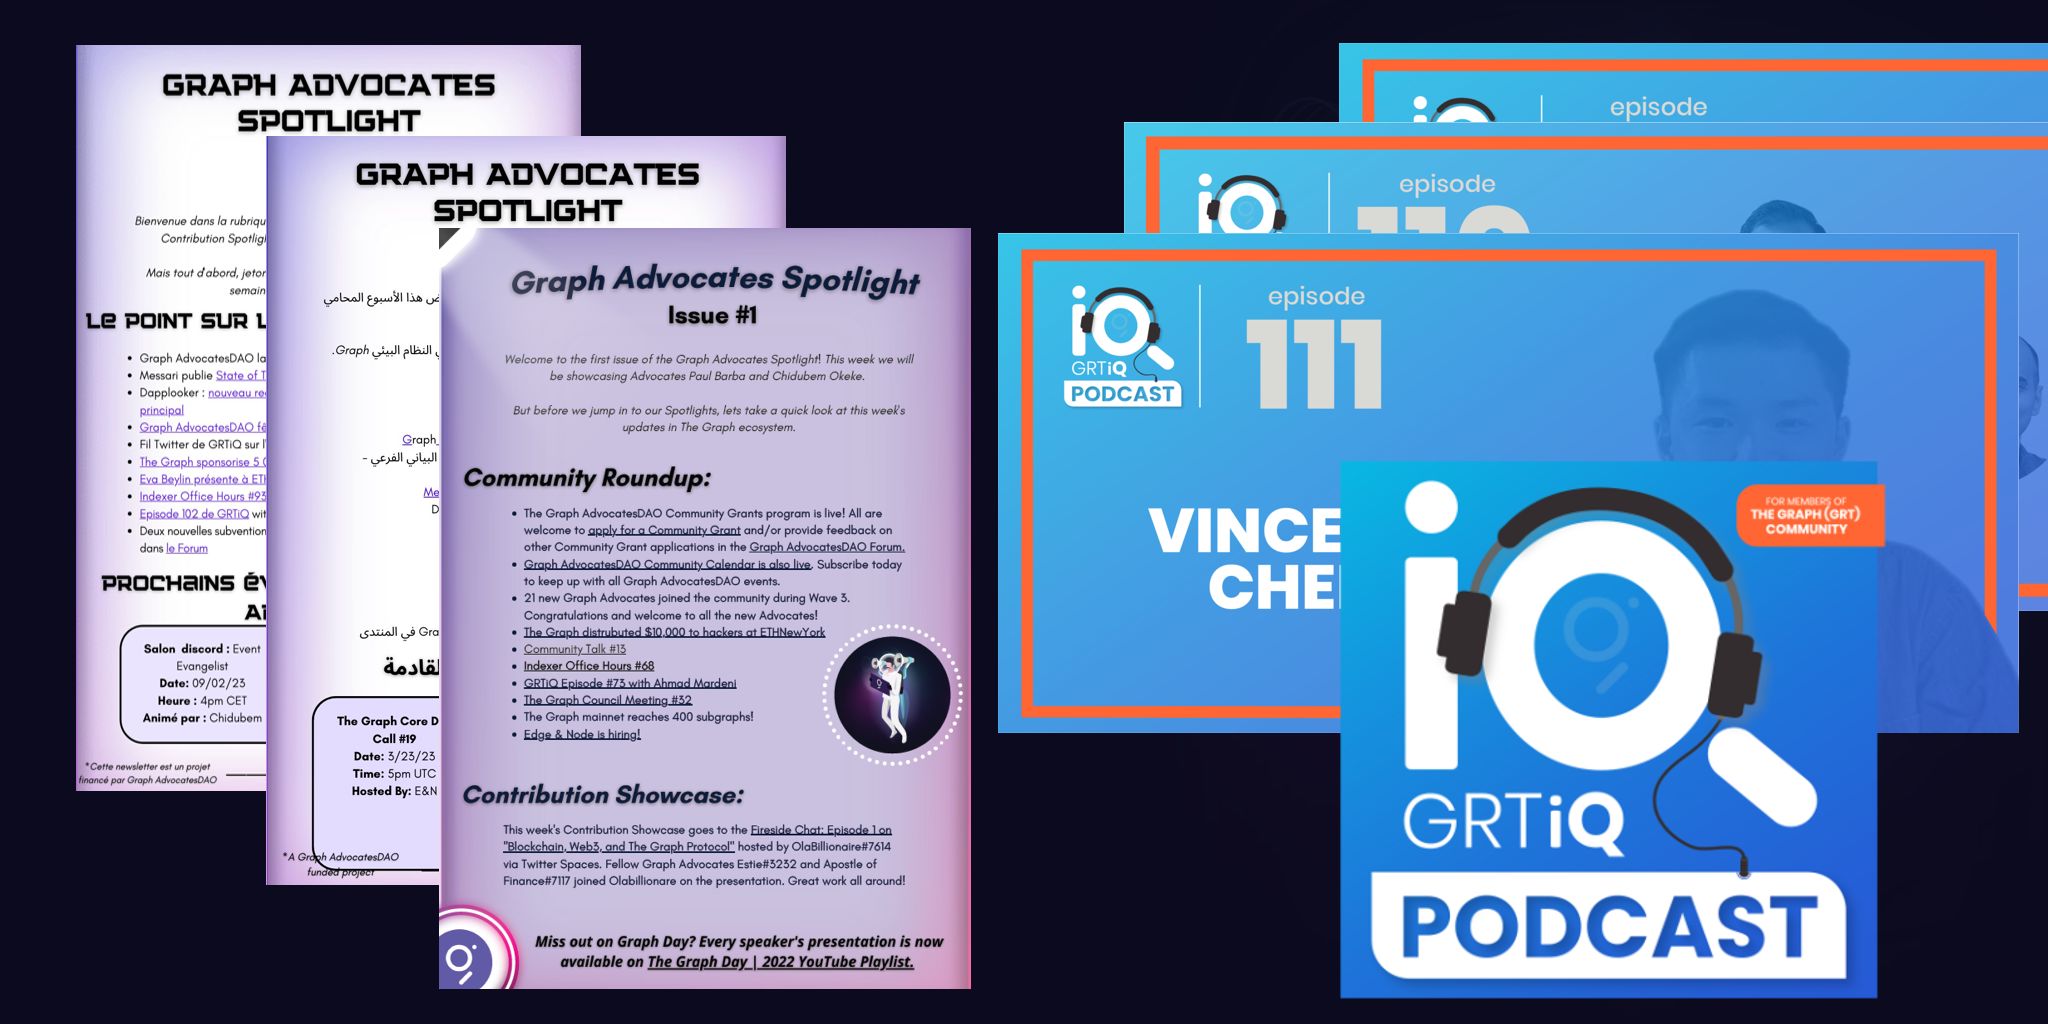 GRAPH ADVOCATES
SPOTLIGHT
Bienvenue dans la rubriqu
Contribution Spotligh
Mais tout d'abord, jeton
semain
LE POINT SUR L
Graph AdvocatesDAO la
Messari publie State of T
Dapplooker : nouveau re
principal
Graph AdvocatesDAO fê
Fil Twitter de GRTiQ sur l'
The Graph sponsorise 5
Eva Beylin présente à ETH
Indexer Office Hours #93
Episode 102 de GRTiQ wit
Deux nouvelles subvention
dans le Forum
PROCHAINS ÉV
Salon discord : Event
Evangelist
Date: 09/02/23
Heure : 4pm CET
Animé par : Chidubem
*Cette newsletter est un projet
financé par Graph AdvocatesDAO
GRAPH ADVOCATES
SPOTLIGHT
ض هذا الأسبوع المحامي
ي النظام البيئي Graph.
Graph_
البياني الفرعي -
Me
D
Gra في المنتدى
لقادمة
The Graph Core D
Call #19
Date: 3/23/23
Time: 5pm UTC
Hosted By: E&N
*A Graph AdvocatesDAO
funded project
Graph Advocates Spotlight
Issue #1
Welcome to the first issue of the Graph Advocates Spotlight! This week we will
be showcasing Advocates Paul Barba and Chidubem Okeke.
But before we jump in to our Spotlights, lets take a quick look at this week's
updates in The Graph ecosystem.
Community Roundup:
The Graph AdvocatesDAO Community Grants program is live! All are
welcome to apply for a Community Grant and/or provide feedback on
other Community Grant applications in the Graph AdvocatesDAO Forum.
Graph AdvocatesDAO Community Calendar is also live. Subscribe today
to keep up with all Graph AdvocatesDAO events.
21 new Graph Advocates joined the community during Wave 3.
Congratulations and welcome to all the new Advocates!
The Graph distrubuted $10,000 to hackers at ETHNewYork
Community Talk #13
Indexer Office Hours #68
GRTiQ Episode #73 with Ahmad Mardeni
The Graph Council Meeting #32
The Graph mainnet reaches 400 subgraphs!
Edge & Node is hiring!
Contribution Showcase:
This week's Contribution Showcase goes to the Fireside Chat: Episode 1 on
"Blockchain, Web3, and The Graph Protocol" hosted by OlaBillionaire#7614
via Twitter Spaces. Fellow Graph Advocates Estie#3232 and Apostle of
Finance#7117 joined Olabillionare on the presentation. Great work all around!
Miss out on Graph Day? Every speaker's presentation is now
available on The Graph Day | 2022 YouTube Playlist.
episode
iQ
episode
iQ
episode
111
iQ
GRTiQ
PODCAST
VINCE
CHE
iQ
FOR MEMBERS OF
THE GRAPH (GRT)
COMMUNITY
GRTiQ
PODCAST